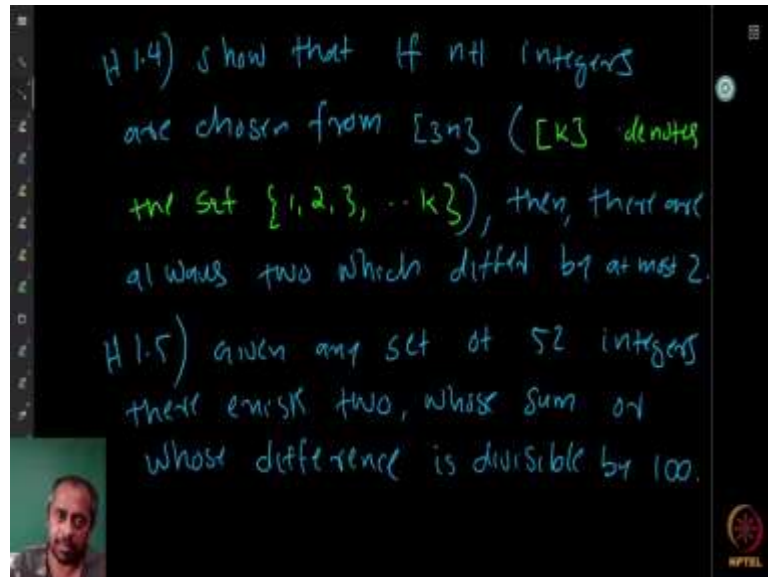 H 1.4) show that if n+1 integers
are chosen from [3n] ([k] denotes
the set {1, 2, 3, .. k}), then, there are
always two which differ by at most 2.
H 1.5) Given any set of 52 integers
there exist two, whose sum or
whose difference is divisible by 100.
NPTEL